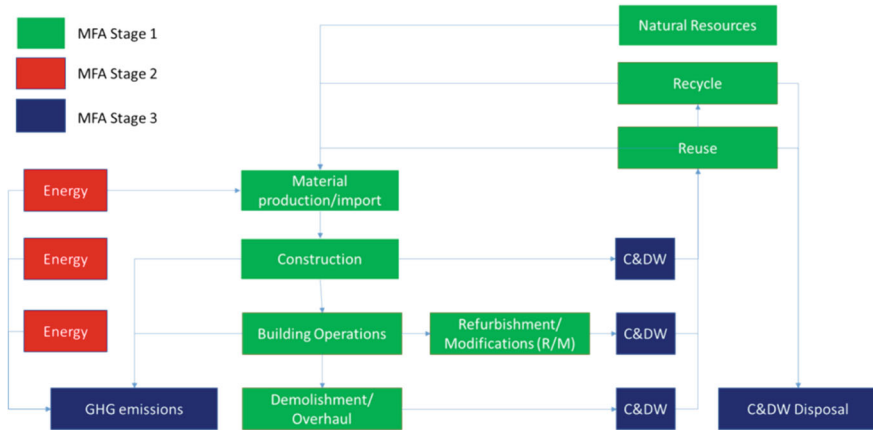 MFA Stage 1
MFA Stage 2
MFA Stage 3
Natural Resources
Recycle
Reuse
Energy
Material
production/import
Energy
Construction
C&DW
Energy
Building Operations
Refurbishment/
Modifications (R/M)
C&DW
GHG emissions
Demolishment/
Overhaul
C&DW
C&DW Disposal